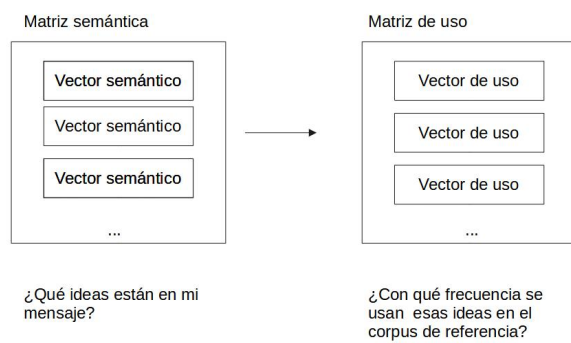 Matriz semántica
Matriz de uso
Vector semántico
Vector semántico
Vector semántico
...
Vector de uso
Vector de uso
Vector de uso
...
¿Qué ideas están en mi
mensaje?
¿Con qué frecuencia se
usan esas ideas en el
corpus de referencia?